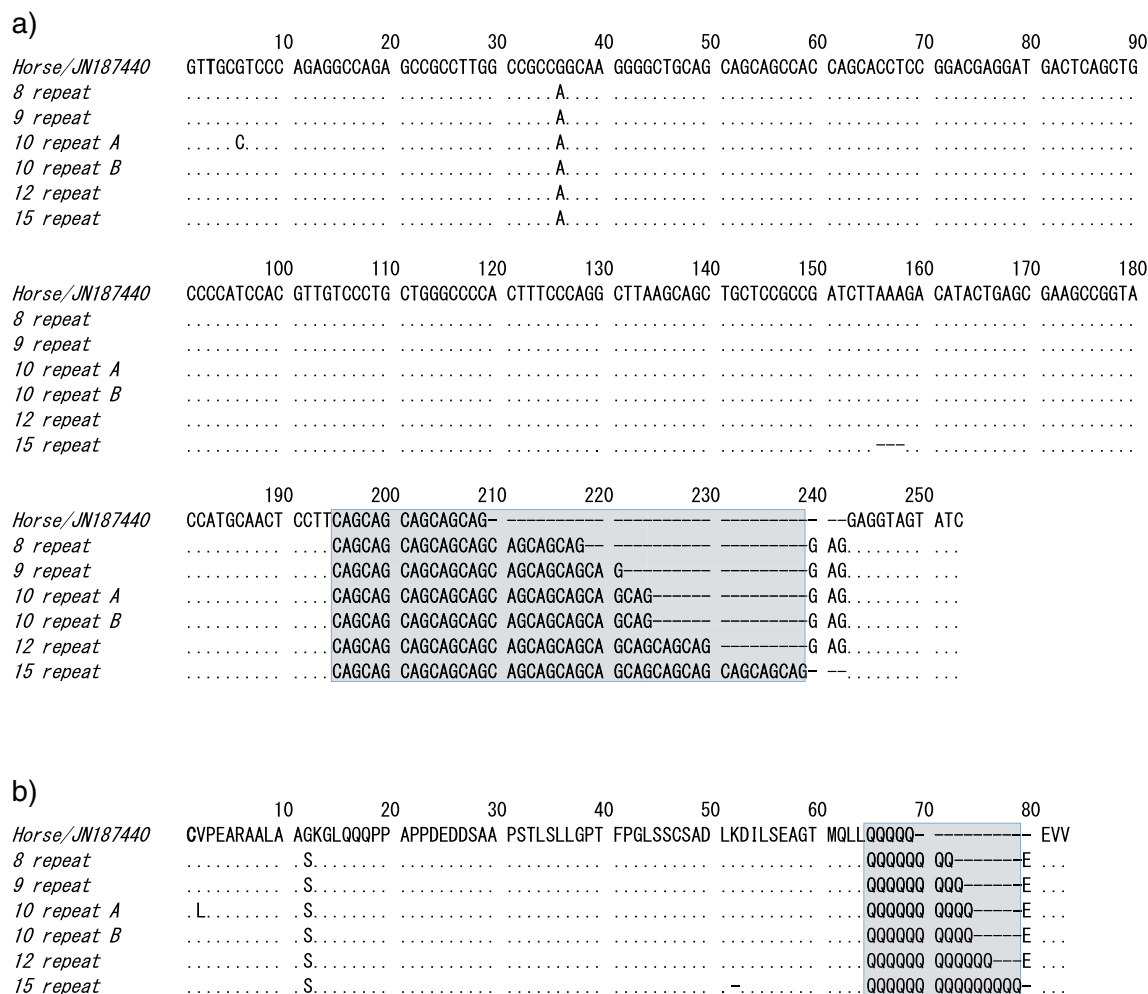 a)
10 20 30 40 50 60 70 80 90
Horse/JN187440 GTTGCGTCCC AGAGGCCAGA GCCGCCTTGG CCGCCGGCAA GGGGCTGCAG CAGCAGCCAC CAGCACCTCC GGACGAGGAT GACTCAGCTG
8 repeat .......... .......... .......... .....A.... .......... .......... .......... .......... ..........
9 repeat .......... .......... .......... .....A.... .......... .......... .......... .......... ..........
10 repeat A .....C.... .......... .......... .....A.... .......... .......... .......... .......... ..........
10 repeat B .......... .......... .......... .....A.... .......... .......... .......... .......... ..........
12 repeat .......... .......... .......... .....A.... .......... .......... .......... .......... ..........
15 repeat .......... .......... .......... .....A.... .......... .......... .......... .......... ..........
100 110 120 130 140 150 160 170 180
Horse/JN187440 CCCCATCCAC GTTGTCCCTG CTGGGCCCCA CTTTCCCAGG CTTAAGCAGC TGCTCCGCCG ATCTTAAAGA CATACTGAGC GAAGCCGGTA
8 repeat .......... .......... .......... .......... .......... .......... .......... .......... ..........
9 repeat .......... .......... .......... .......... .......... .......... .......... .......... ..........
10 repeat A .......... .......... .......... .......... .......... .......... .......... .......... ..........
10 repeat B .......... .......... .......... .......... .......... .......... .......... .......... ..........
12 repeat .......... .......... .......... .......... .......... .......... .......... .......... ..........
15 repeat .......... .......... .......... .......... .......... .......... .....---.. .......... ..........
190 200 210 220 230 240 250
Horse/JN187440 CCATGCAACT CCTTCAGCAG CAGCAGCAG- ---------- ---------- ---------- --GAGGTAGT ATC
8 repeat .......... ....CAGCAG CAGCAGCAGC AGCAGCAG-- ---------- ---------G AG........ ...
9 repeat .......... ....CAGCAG CAGCAGCAGC AGCAGCAGCA G--------- ---------G AG........ ...
10 repeat A .......... ....CAGCAG CAGCAGCAGC AGCAGCAGCA GCAG------ ---------G AG........ ...
10 repeat B .......... ....CAGCAG CAGCAGCAGC AGCAGCAGCA GCAG------ ---------G AG........ ...
12 repeat .......... ....CAGCAG CAGCAGCAGC AGCAGCAGCA GCAGCAGCAG ---------G AG........ ...
15 repeat .......... ....CAGCAG CAGCAGCAGC AGCAGCAGCA GCAGCAGCAG CAGCAGCAG- --........ ...
b)
10 20 30 40 50 60 70 80
Horse/JN187440 CVPEARAALA AGKGLQQQPP APPDEDDSAA PSTLSLLGPT FPGLSSCSAD LKDILSEAGT MQLLQQQQQ- ---------- EVV
8 repeat .......... .S........ .......... .......... .......... .......... ....QQQQQQ QQ-------E ...
9 repeat .......... .S........ .......... .......... .......... .......... ....QQQQQQ QQQ------E ...
10 repeat A .L........ .S........ .......... .......... .......... .......... ....QQQQQQ QQQQ-----E ...
10 repeat B .......... .S........ .......... .......... .......... .......... ....QQQQQQ QQQQ-----E ...
12 repeat .......... .S........ .......... .......... .......... .......... ....QQQQQQ QQQQQQ---E ...
15 repeat .......... .S........ .......... .......... .......... .-........ ....QQQQQQ QQQQQQQQQ- ...